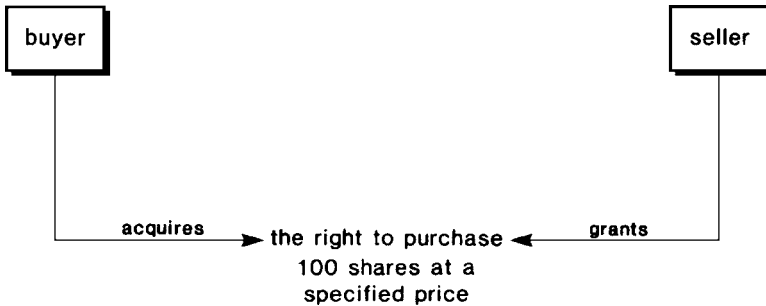 buyer
seller
acquires
the right to purchase
grants
100 shares at a
specified price